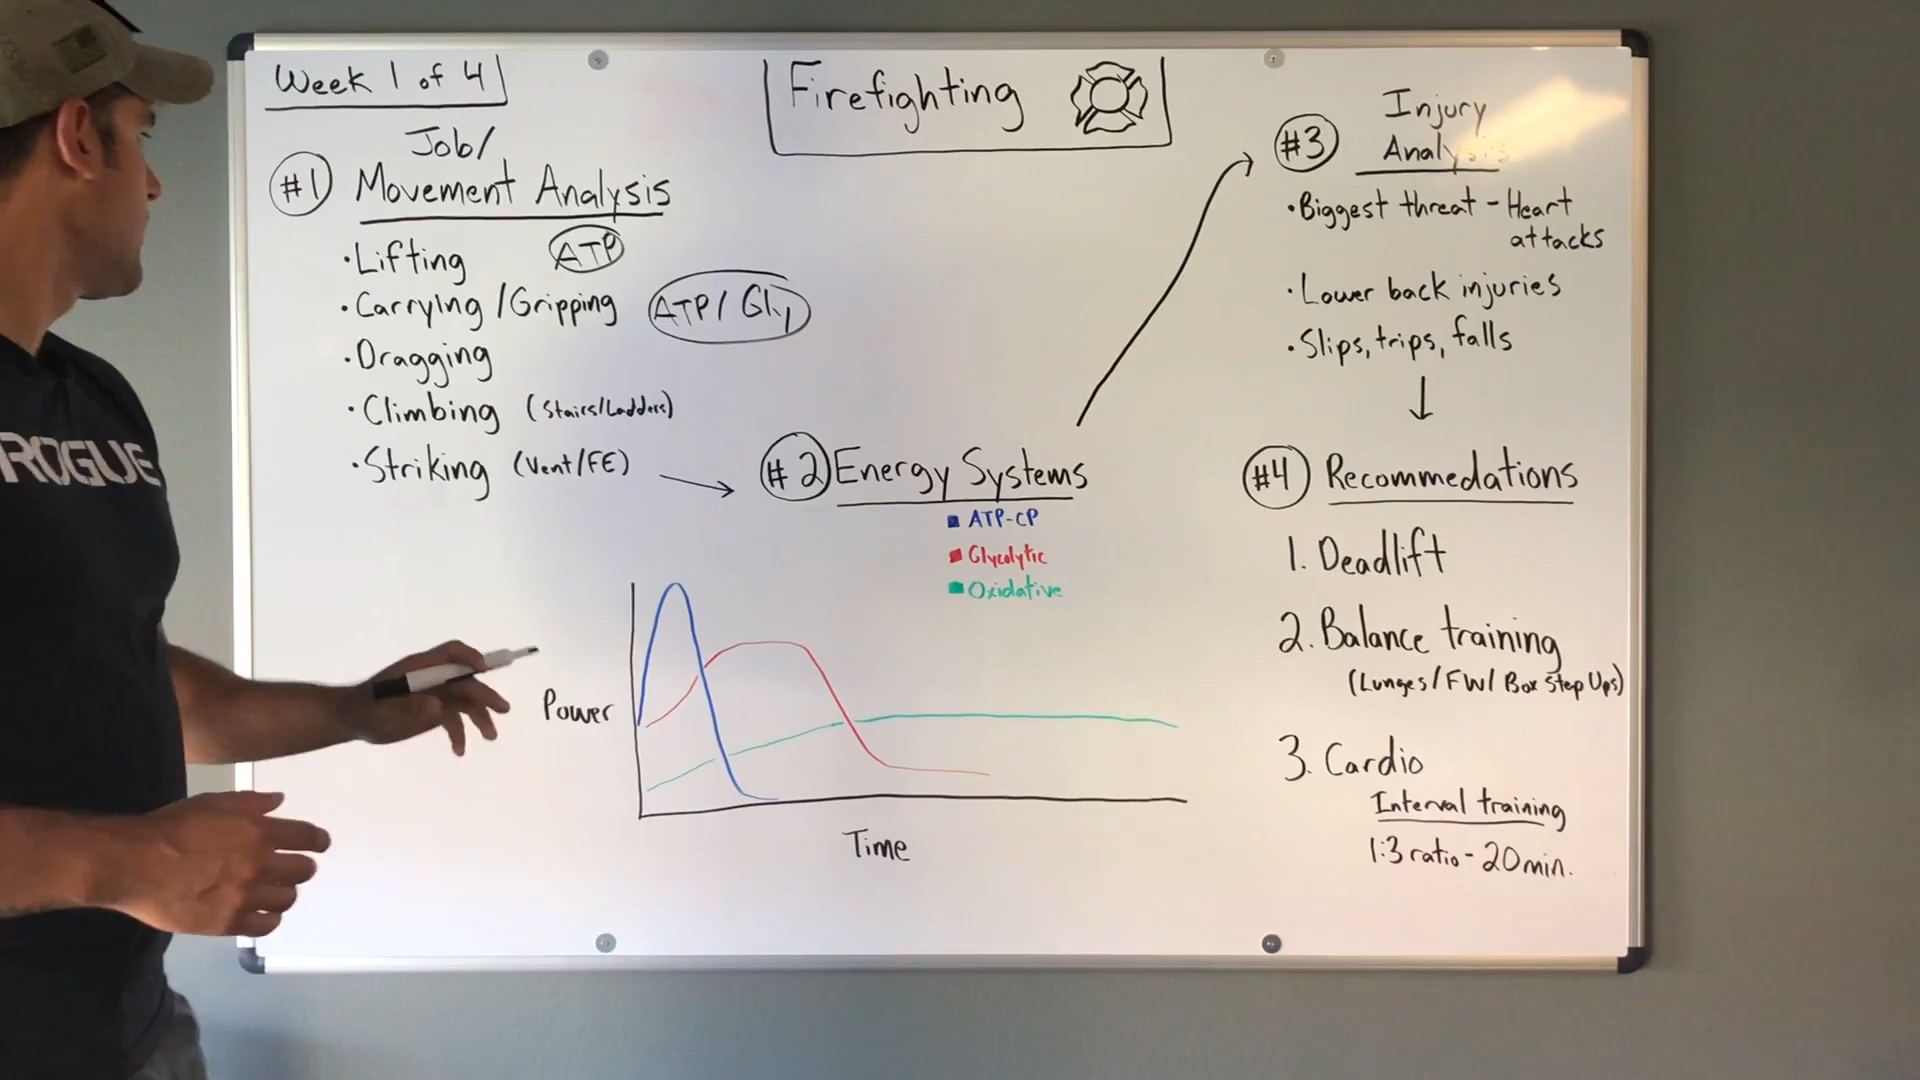 Week 1 of 4
Firefighting
#1 Job/
Movement Analysis
• Lifting ATP
• Carrying/Gripping ATP/Gly
• Dragging
• Climbing (Stairs/Ladders)
• Striking (Vent/FE)
#2 Energy Systems
ATP-CP
Glycolytic
Oxidative
Power
Time
#3 Injury
Analysis
• Biggest threat - Heart
attacks
• Lower back injuries
• Slips, trips, falls
#4 Recommedations
1. Deadlift
2. Balance training
(Lunges/FW/Box Step Ups)
3. Cardio
Interval training
1:3 ratio - 20min.
ROGUE